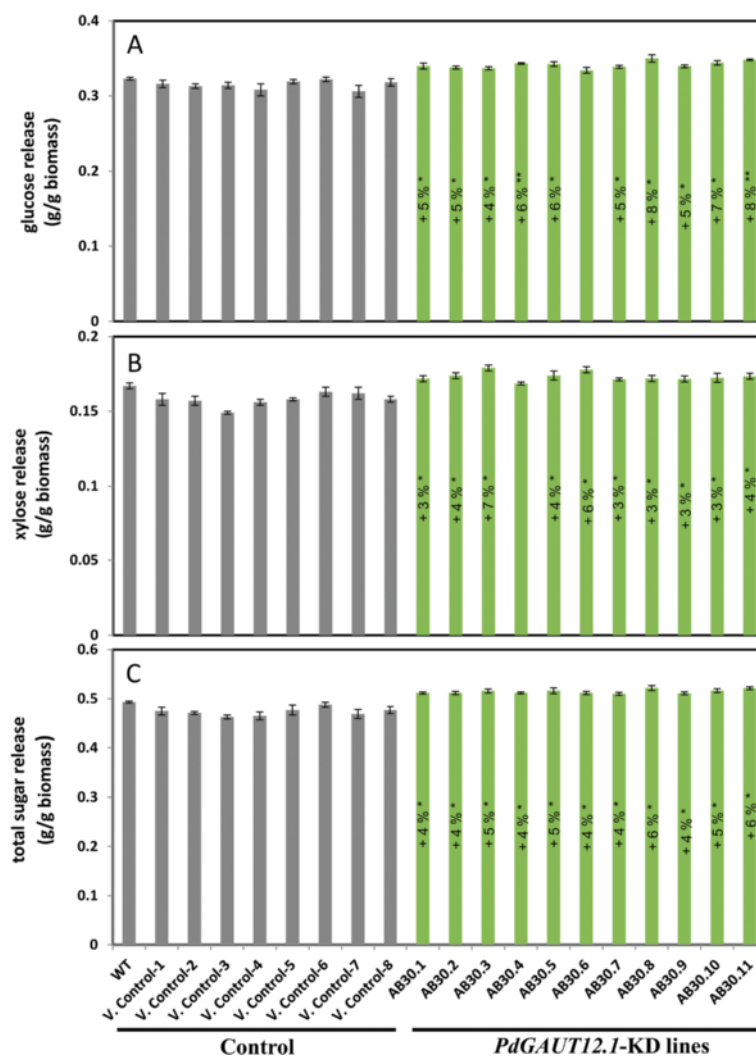 A
glucose release
(g/g biomass)
0.4
0.3
0.2
0.1
0
+ 5 % *
+ 5 % *
+ 4 % *
+ 6 % **
+ 6 % *
+ 5 % *
+ 8 % *
+ 5 % *
+ 7 % *
+ 8 % **
B
xylose release
(g/g biomass)
0.2
0.15
0.1
0.05
0
+ 3 % *
+ 4 % *
+ 7 % *
+ 4 % *
+ 6 % *
+ 3 % *
+ 3 % *
+ 3 % *
+ 3 % *
+ 4 % *
C
total sugar release
(g/g biomass)
0.6
0.5
0.4
0.3
0.2
0.1
0
+ 4 % *
+ 4 % *
+ 5 % *
+ 4 % *
+ 5 % *
+ 4 % *
+ 4 % *
+ 6 % *
+ 4 % *
+ 5 % *
+ 6 % *
WT
V. Control-1
V. Control-2
V. Control-3
V. Control-4
V. Control-5
V. Control-6
V. Control-7
V. Control-8
AB30.1
AB30.2
AB30.3
AB30.4
AB30.5
AB30.6
AB30.7
AB30.8
AB30.9
AB30.10
AB30.11
Control
PdGAUT12.1-KD lines